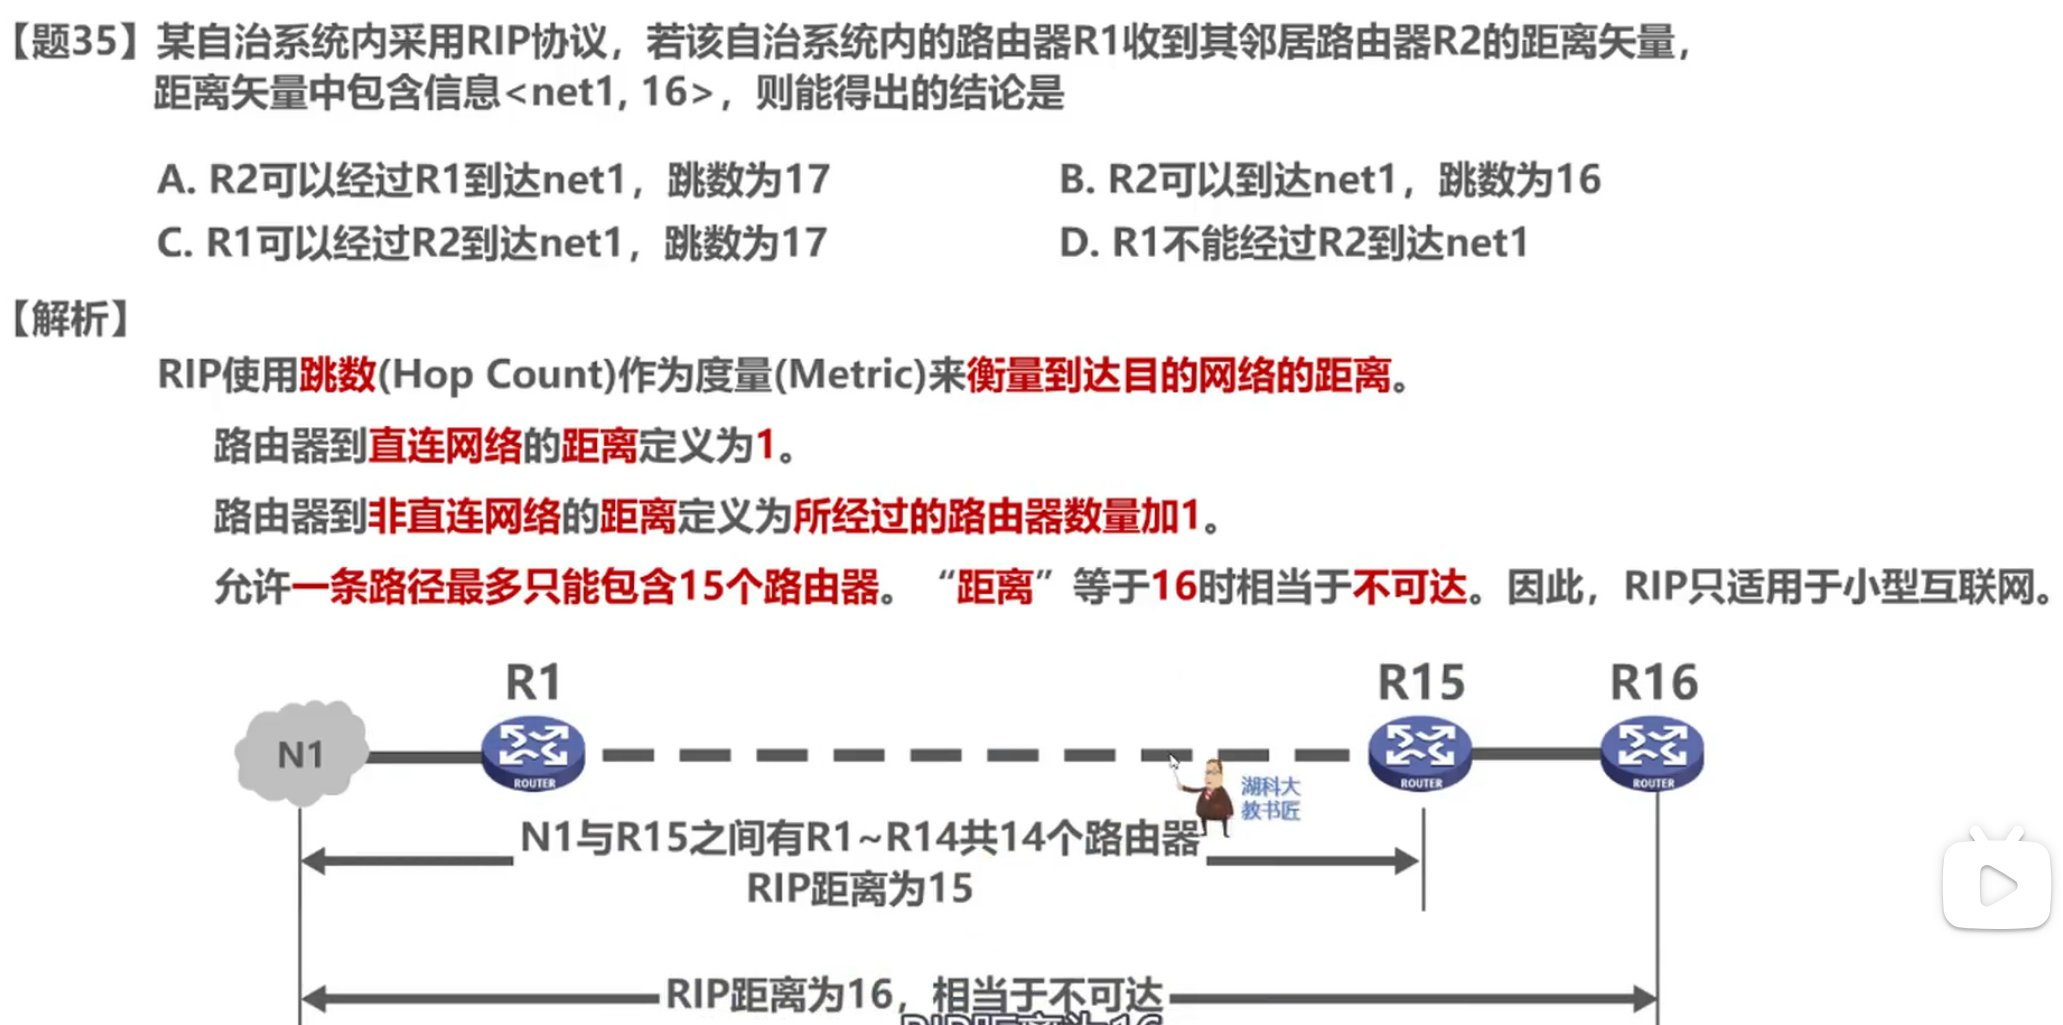 【题35】某自治系统内采用RIP协议，若该自治系统内的路由器R1收到其邻居路由器R2的距离矢量，
距离矢量中包含信息<net1, 16>，则能得出的结论是
A. R2可以经过R1到达net1，跳数为17
B. R2可以到达net1，跳数为16
C. R1可以经过R2到达net1，跳数为17
D. R1不能经过R2到达net1
【解析】
RIP使用跳数(Hop Count)作为度量(Metric)来衡量到达目的网络的距离。
路由器到直连网络的距离定义为1。
路由器到非直连网络的距离定义为所经过的路由器数量加1。
允许一条路径最多只能包含15个路由器。“距离”等于16时相当于不可达。因此，RIP只适用于小型互联网。
R1
R15
R16
N1
ROUTER
ROUTER
ROUTER
湖科大
教书匠
N1与R15之间有R1~R14共14个路由器
RIP距离为15
RIP距离为16，相当于不可达
RIP距离为16